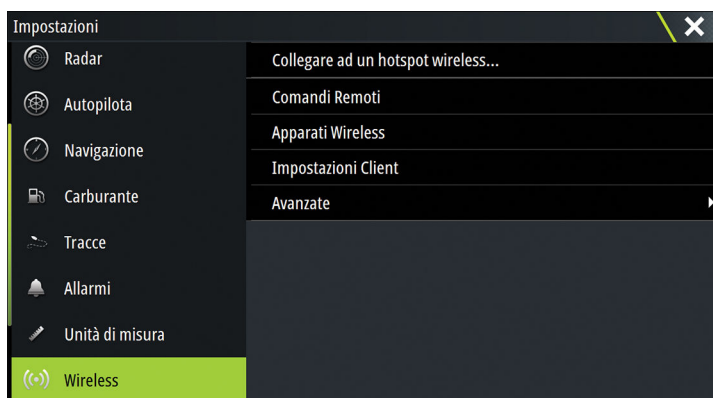 Impostazioni
Radar
Autopilota
Navigazione
Carburante
Tracce
Allarmi
Unità di misura
Wireless
Collegare ad un hotspot wireless...
Comandi Remoti
Apparati Wireless
Impostazioni Client
Avanzate